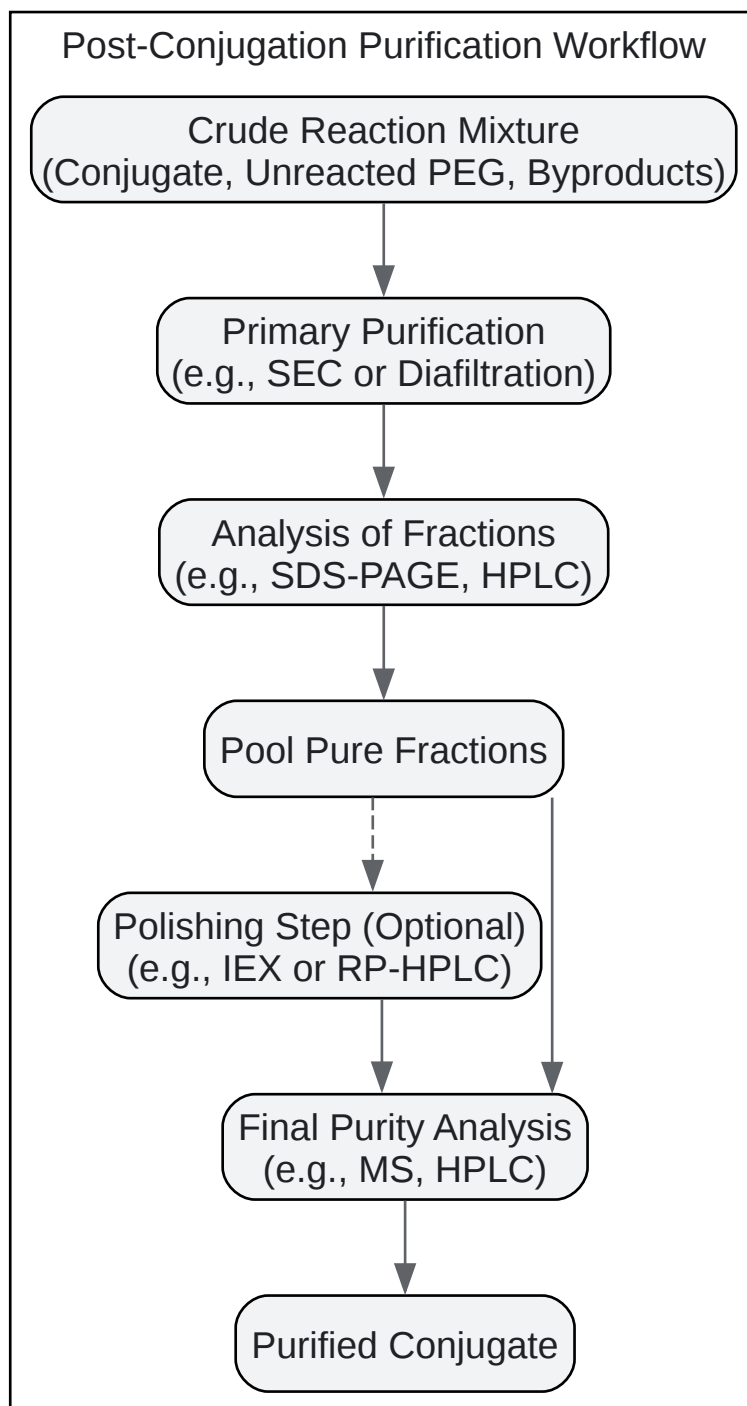 Post-Conjugation Purification Workflow
Crude Reaction Mixture
(Conjugate, Unreacted PEG, Byproducts)
Primary Purification
(e.g., SEC or Diafiltration)
Analysis of Fractions
(e.g., SDS-PAGE, HPLC)
Pool Pure Fractions
Polishing Step (Optional)
(e.g., IEX or RP-HPLC)
Final Purity Analysis
(e.g., MS, HPLC)
Purified Conjugate